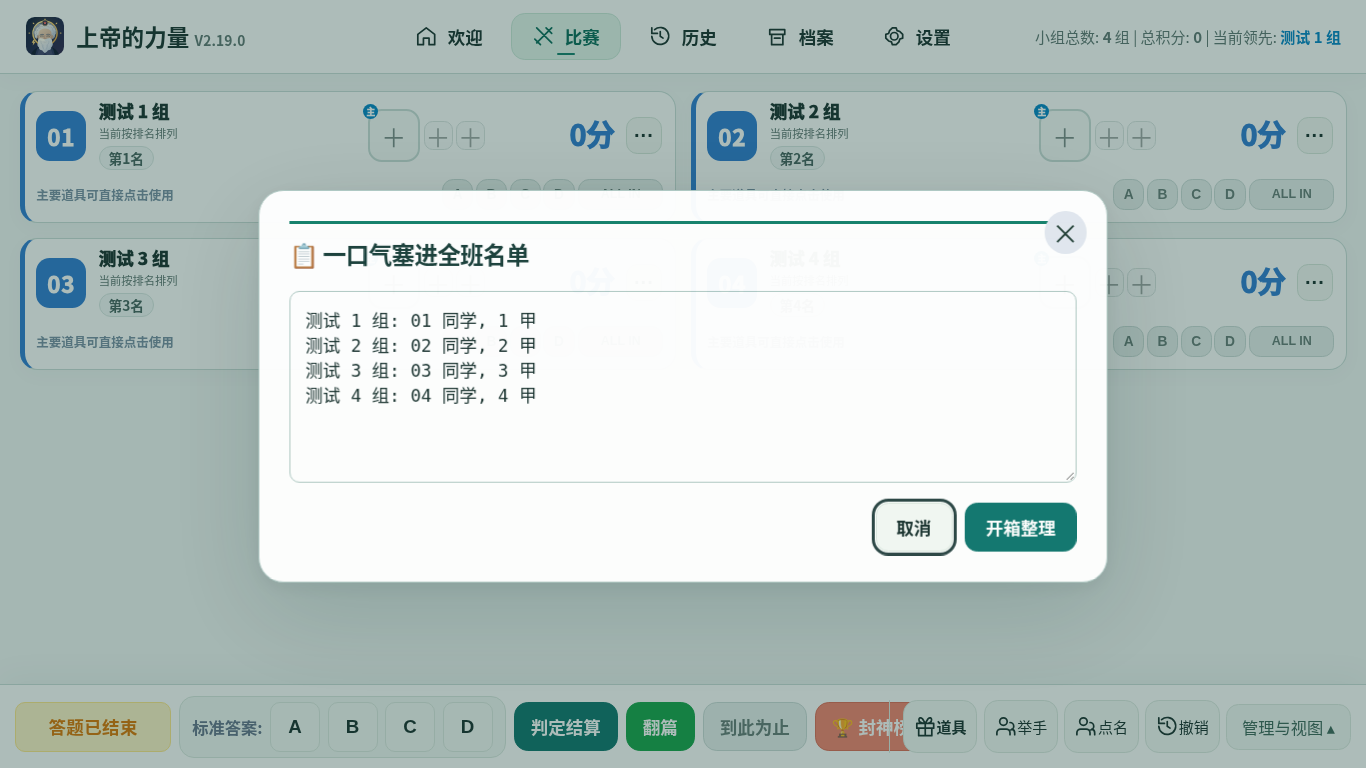 上帝的力量 V2.19.0
欢迎
比赛
历史
档案
设置
小组总数: 4 组 | 总积分: 0 | 当前领先: 测试 1 组
01
测试 1 组
当前按排名排列
第1名
主
0分
...
主要道具可直接点击使用
02
测试 2 组
当前按排名排列
第2名
主
0分
...
A
B
C
D
ALL IN
03
测试 3 组
当前按排名排列
第3名
主要道具可直接点击使用
0分
...
A
B
C
D
ALL IN
📋 一口气塞进全班名单
测试 1 组: 01 同学, 1 甲
测试 2 组: 02 同学, 2 甲
测试 3 组: 03 同学, 3 甲
测试 4 组: 04 同学, 4 甲
取消
开箱整理
答题已结束
标准答案:
A
B
C
D
判定结算
翻篇
到此为止
🏆 封神
道具
举手
点名
撤销
管理与视图 ▴